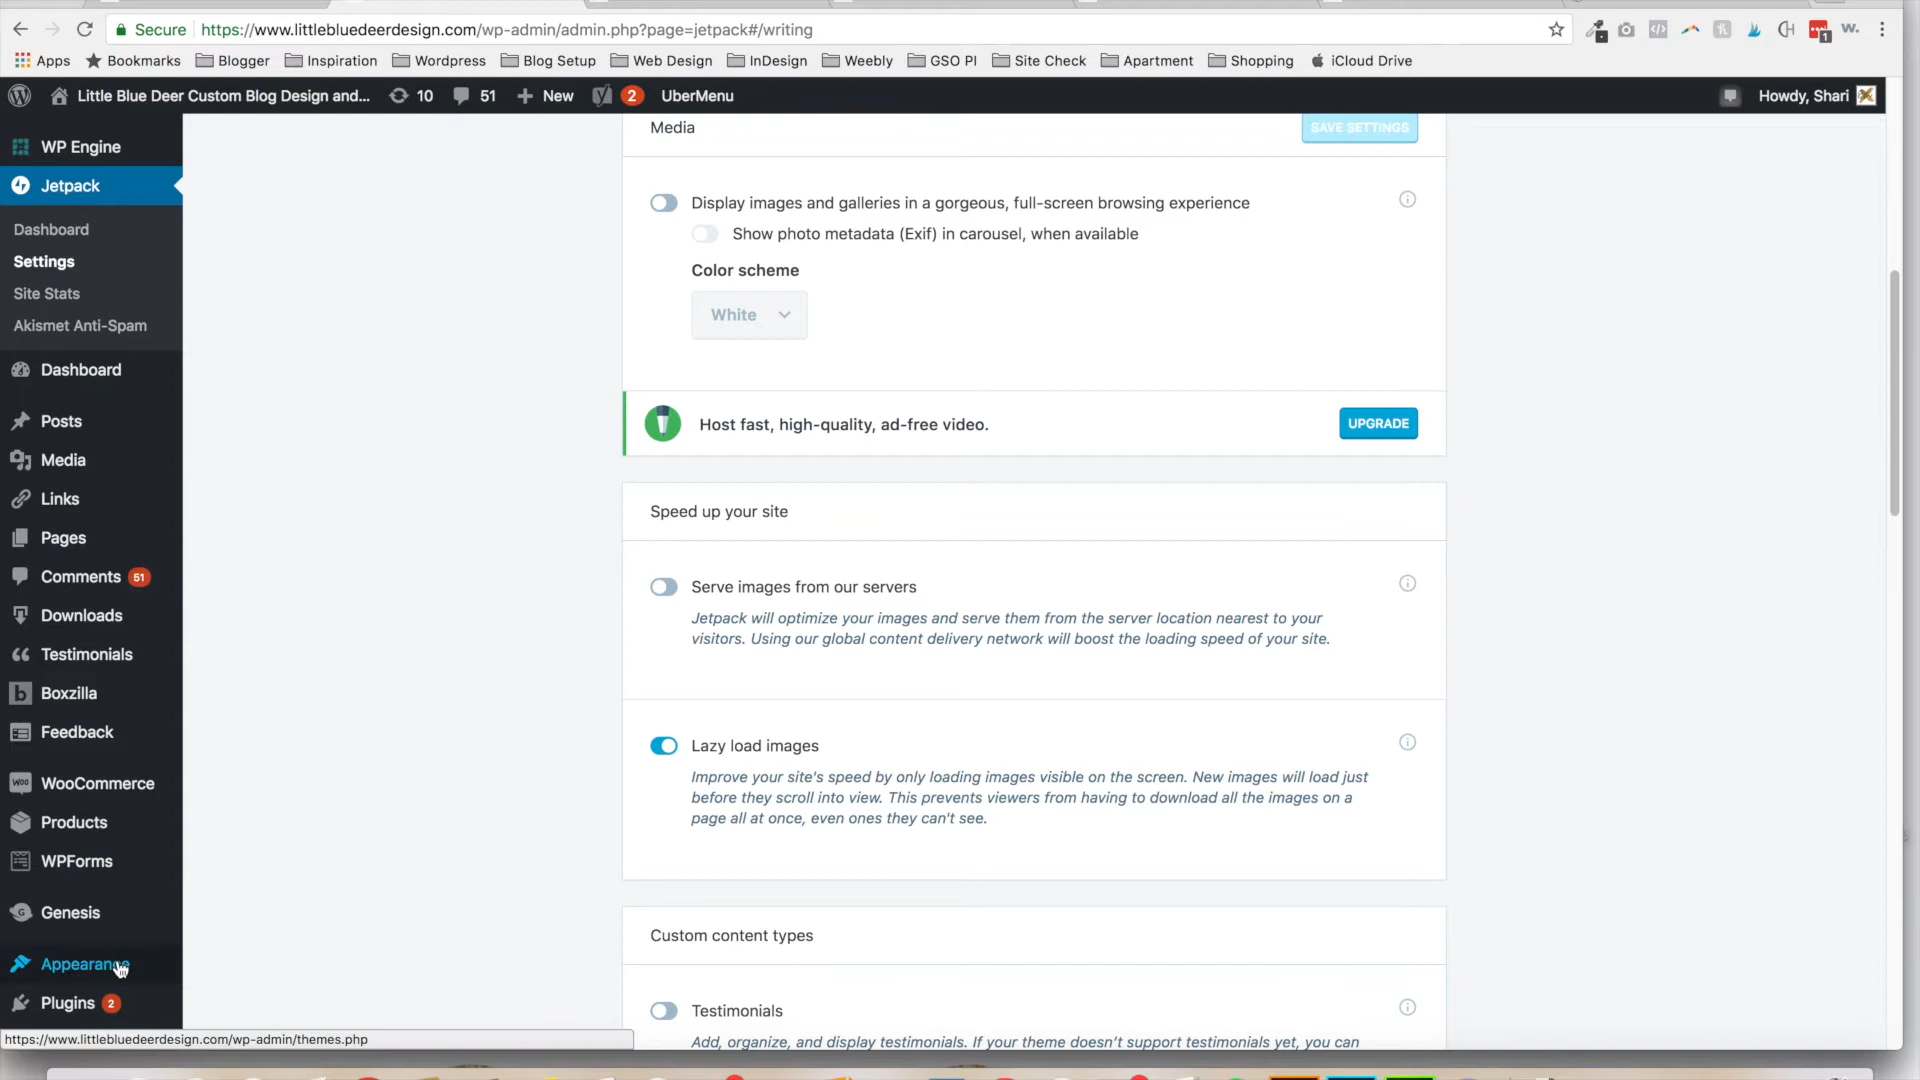 Secure https://www.littlebluedeerdesign.com/wp-admin/admin.php?page=jetpack#/writing
Apps Bookmarks Blogger Inspiration Wordpress Blog Setup Web Design InDesign Weebly GSO PI Site Check Apartment Shopping iCloud Drive
Little Blue Deer Custom Blog Design and... 10 51 New 2 UberMenu Howdy, Shari
WP Engine
Jetpack
Dashboard
Settings
Site Stats
Akismet Anti-Spam
Dashboard
Posts
Media
Links
Pages
Comments 51
Downloads
Testimonials
Boxzilla
Feedback
WooCommerce
Products
WPForms
Genesis
Appearance
Plugins 2
https://www.littlebluedeerdesign.com/wp-admin/themes.php
Media SAVE SETTINGS
Display images and galleries in a gorgeous, full-screen browsing experience
Show photo metadata (Exif) in carousel, when available
Color scheme
White
Host fast, high-quality, ad-free video. UPGRADE
Speed up your site
Serve images from our servers
Jetpack will optimize your images and serve them from the server location nearest to your
visitors. Using our global content delivery network will boost the loading speed of your site.
Lazy load images
Improve your site's speed by only loading images visible on the screen. New images will load just
before they scroll into view. This prevents viewers from having to download all the images on a
page all at once, even ones they can't see.
Custom content types
Testimonials
Add, organize, and display testimonials. If your theme doesn't support testimonials yet, you can